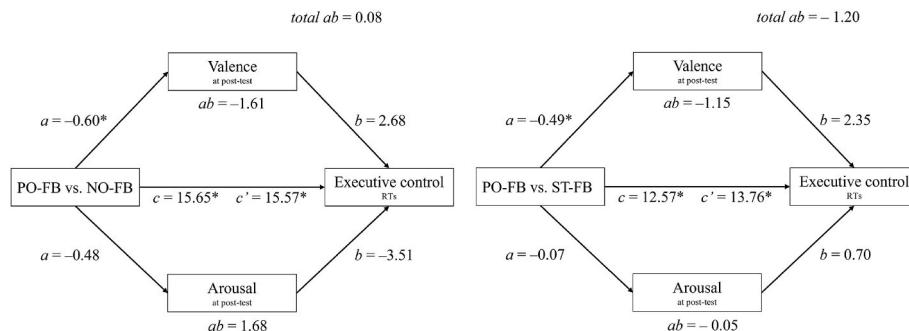 total ab = 0.08
Valence
at post-test
ab = –1.61
a = –0.60*
b = 2.68
PO-FB vs. NO-FB
c = 15.65*
c’ = 15.57*
Executive control
RTs
a = –0.48
b = –3.51
Arousal
at post-test
ab = 1.68
total ab = – 1.20
Valence
at post-test
ab = –1.15
a = –0.49*
b = 2.35
PO-FB vs. ST-FB
c = 12.57*
c’ = 13.76*
Executive control
RTs
a = –0.07
b = 0.70
Arousal
at post-test
ab = – 0.05